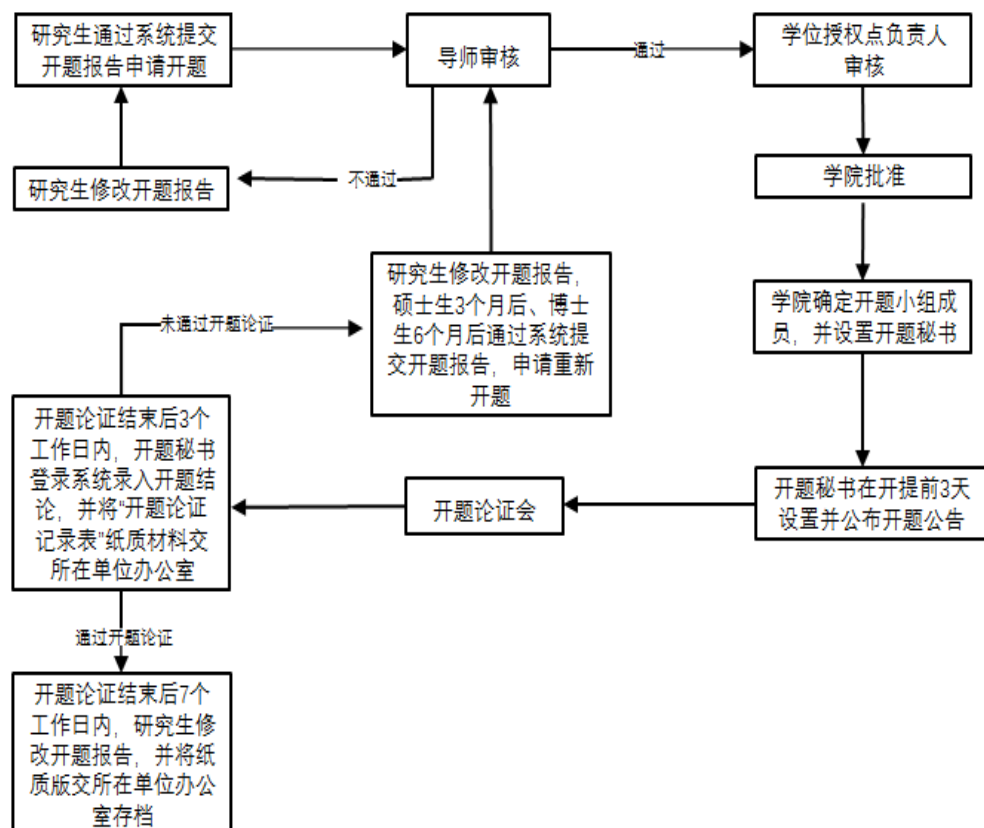 研究生通过系统提
交开题报告申请开题
导师审核
通过
学位授权点负责人
审核
研究生修改开题报告
不通过
学院批准
研究生修改开题报告，
硕士生3个月后、博士
生6个月后通过系统提
交开题报告，申请重新
开题
未通过开题论证
学院确定开题小组成
员，并设置开题秘书
开题论证结束后3个
工作日内，开题秘书
登录系统录入开题结
论，并将“开题论证
记录表”纸质材料交
所在单位办公室
开题论证会
开题秘书在开提前3天
设置并公布开题公告
通过开题论证
开题论证结束后7个
工作日内，研究生修
改开题报告，并将纸
质版交所在单位办公
室存档